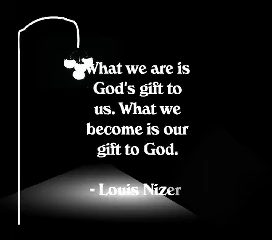 What we are is
God's gift to
us. What we
become is our
gift to God.
- Louis Nizer